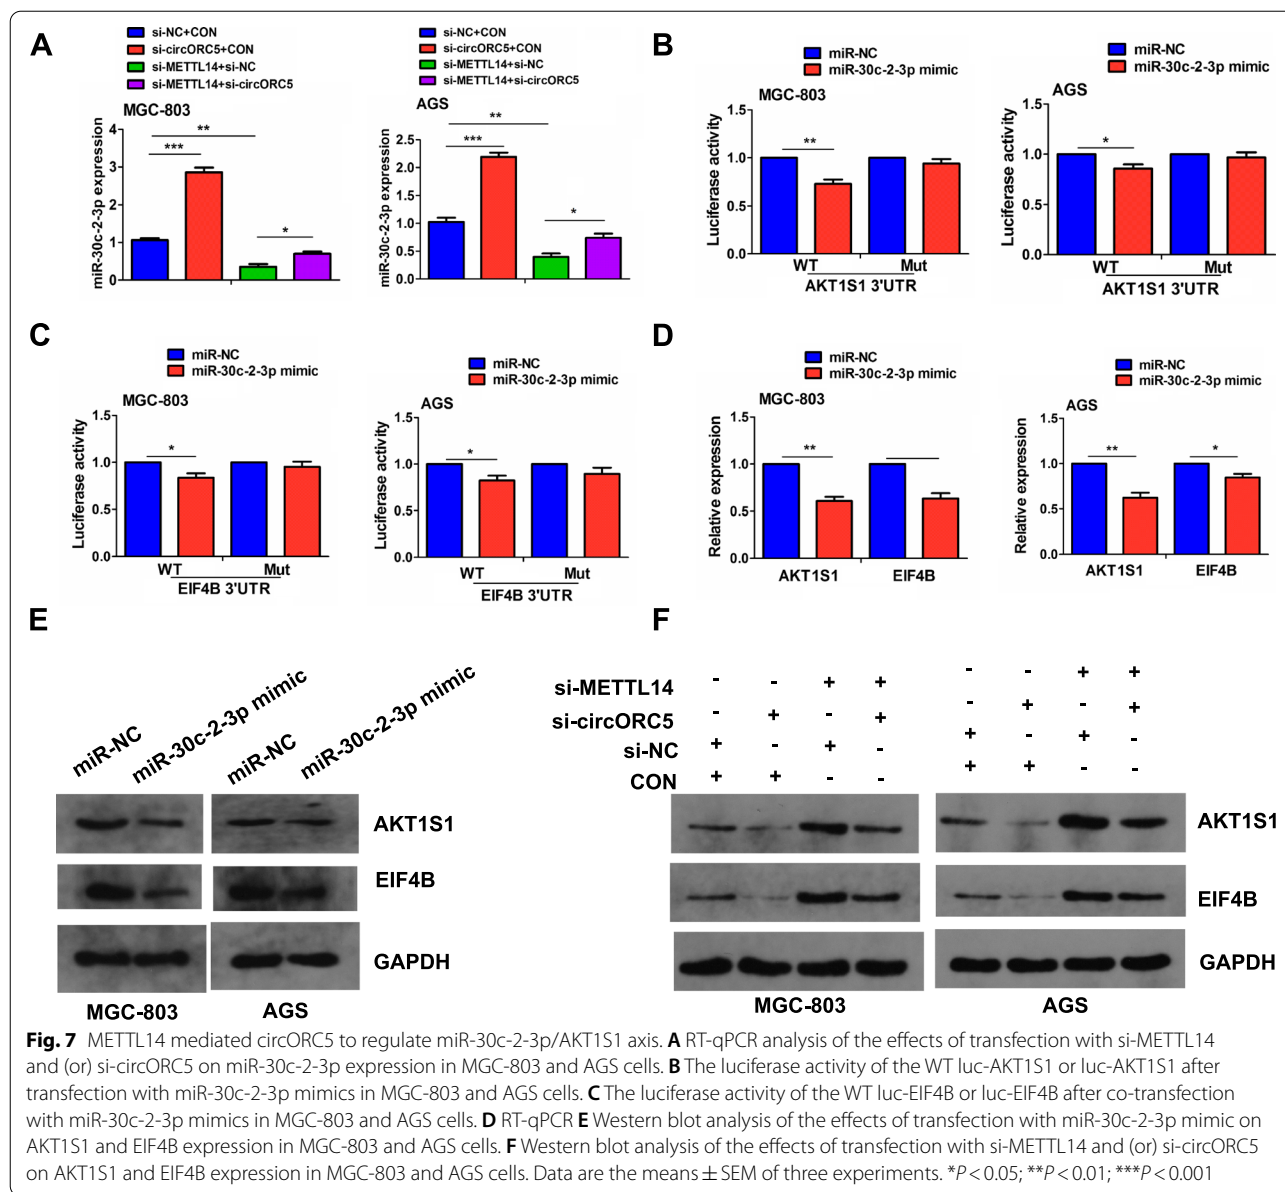 A
si-NC+CON
si-circORC5+CON
si-METTL14+si-NC
si-METTL14+si-circORC5
MGC-803
miR-30c-2-3p expression
4
3
2
1
0
**
***
*
si-NC+CON
si-circORC5+CON
si-METTL14+si-NC
si-METTL14+si-circORC5
AGS
miR-30c-2-3p expression
2.5
2.0
1.5
1.0
0.5
0.0
**
***
*
B
miR-NC
miR-30c-2-3p mimic
MGC-803
Luciferase activity
1.5
1.0
0.5
0.0
**
WT
Mut
AKT1S1 3'UTR
miR-NC
miR-30c-2-3p mimic
AGS
Luciferase activity
1.5
1.0
0.5
0.0
*
WT
Mut
AKT1S1 3'UTR
C
miR-NC
miR-30c-2-3p mimic
MGC-803
Luciferase activity
1.5
1.0
0.5
0.0
*
WT
Mut
EIF4B 3'UTR
miR-NC
miR-30c-2-3p mimic
AGS
Luciferase activity
1.5
1.0
0.5
0.0
*
WT
Mut
EIF4B 3'UTR
D
miR-NC
miR-30c-2-3p mimic
MGC-803
Relative expression
1.5
1.0
0.5
0.0
**
AKT1S1
EIF4B
miR-NC
miR-30c-2-3p mimic
AGS
Relative expression
1.5
1.0
0.5
0.0
**
*
AKT1S1
EIF4B
E
miR-NC
miR-30c-2-3p mimic
miR-NC
miR-30c-2-3p mimic
AKT1S1
EIF4B
GAPDH
MGC-803
AGS
F
si-METTL14 - - + + - - + +
si-circORC5 - + - + - + - +
si-NC + - + - + - + -
CON + + - - + + - -
AKT1S1
EIF4B
GAPDH
MGC-803
AGS
Fig. 7 METTL14 mediated circORC5 to regulate miR-30c-2-3p/AKT1S1 axis. A RT-qPCR analysis of the effects of transfection with si-METTL14
and (or) si-circORC5 on miR-30c-2-3p expression in MGC-803 and AGS cells. B The luciferase activity of the WT luc-AKT1S1 or luc-AKT1S1 after
transfection with miR-30c-2-3p mimics in MGC-803 and AGS cells. C The luciferase activity of the WT luc-EIF4B or luc-EIF4B after co-transfection
with miR-30c-2-3p mimics in MGC-803 and AGS cells. D RT-qPCR E Western blot analysis of the effects of transfection with miR-30c-2-3p mimic on
AKT1S1 and EIF4B expression in MGC-803 and AGS cells. F Western blot analysis of the effects of transfection with si-METTL14 and (or) si-circORC5
on AKT1S1 and EIF4B expression in MGC-803 and AGS cells. Data are the means ± SEM of three experiments. *P < 0.05; **P < 0.01; ***P < 0.001